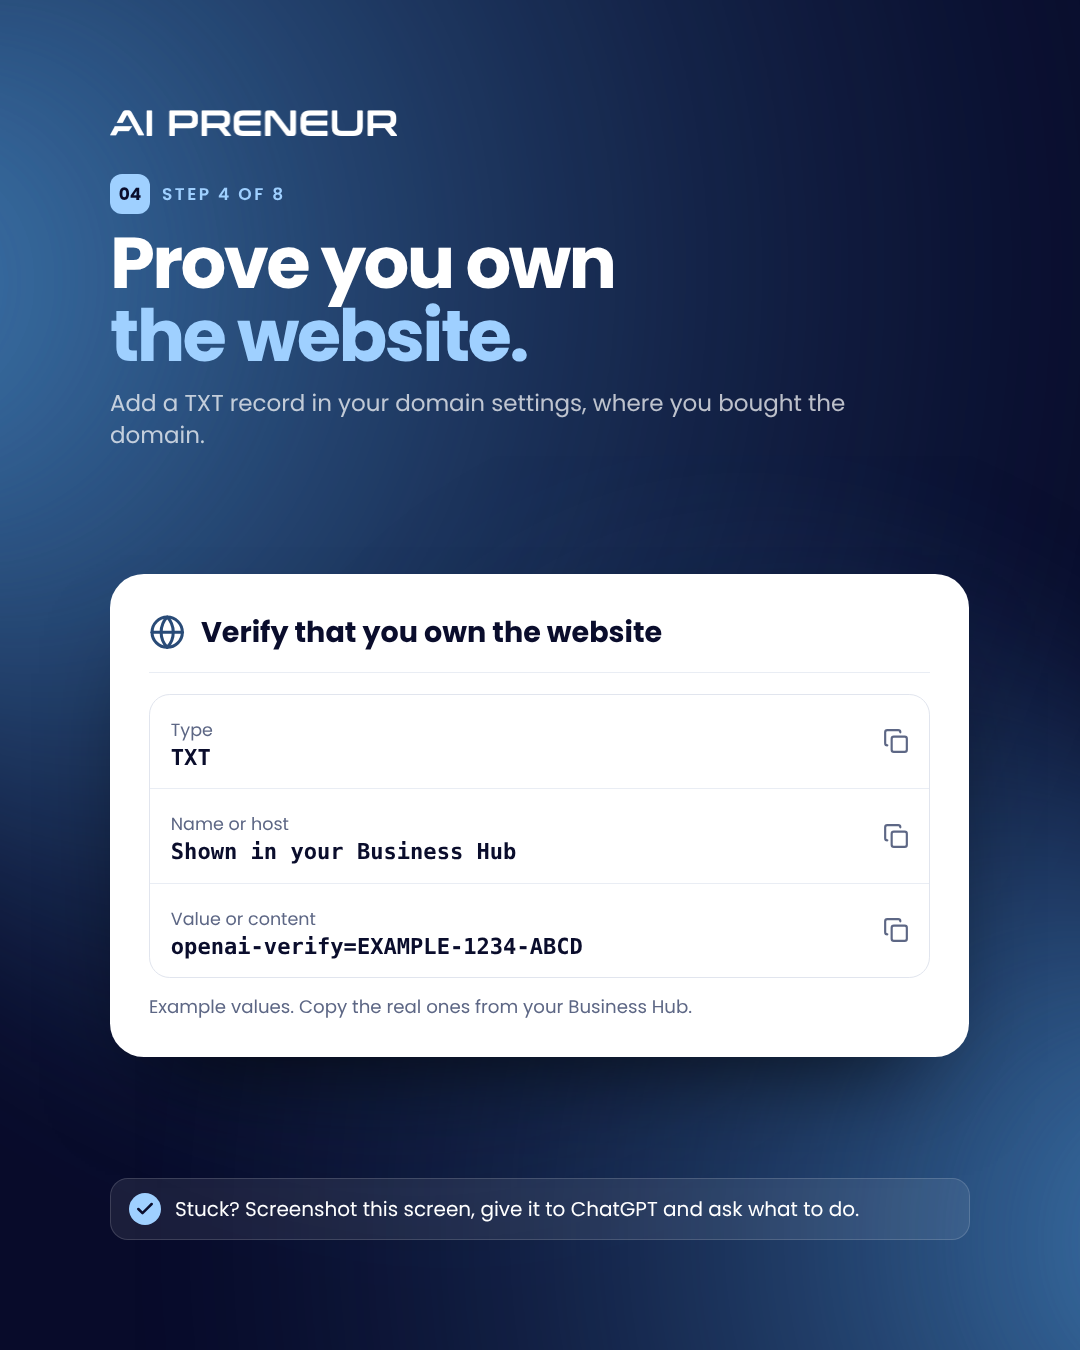 AI PRENEUR
04 STEP 4 OF 8
Prove you own
the website.
Add a TXT record in your domain settings, where you bought the
domain.
Verify that you own the website
Type
TXT
Name or host
Shown in your Business Hub
Value or content
openai-verify=EXAMPLE-1234-ABCD
Example values. Copy the real ones from your Business Hub.
Stuck? Screenshot this screen, give it to ChatGPT and ask what to do.